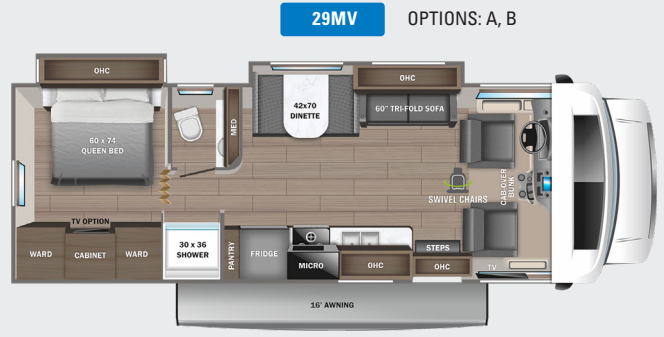 29MV
OPTIONS: A, B
OHC
OHC
42x70
DINETTE
60" TRI-FOLD SOFA
MED
60 x 74
QUEEN BED
CAB-OVER
BUNK
SWIVEL CHAIRS
TV OPTION
WARD
CABINET
WARD
30 x 36
SHOWER
PANTRY
FRIDGE
MICRO
OHC
STEPS
OHC
TV
16' AWNING